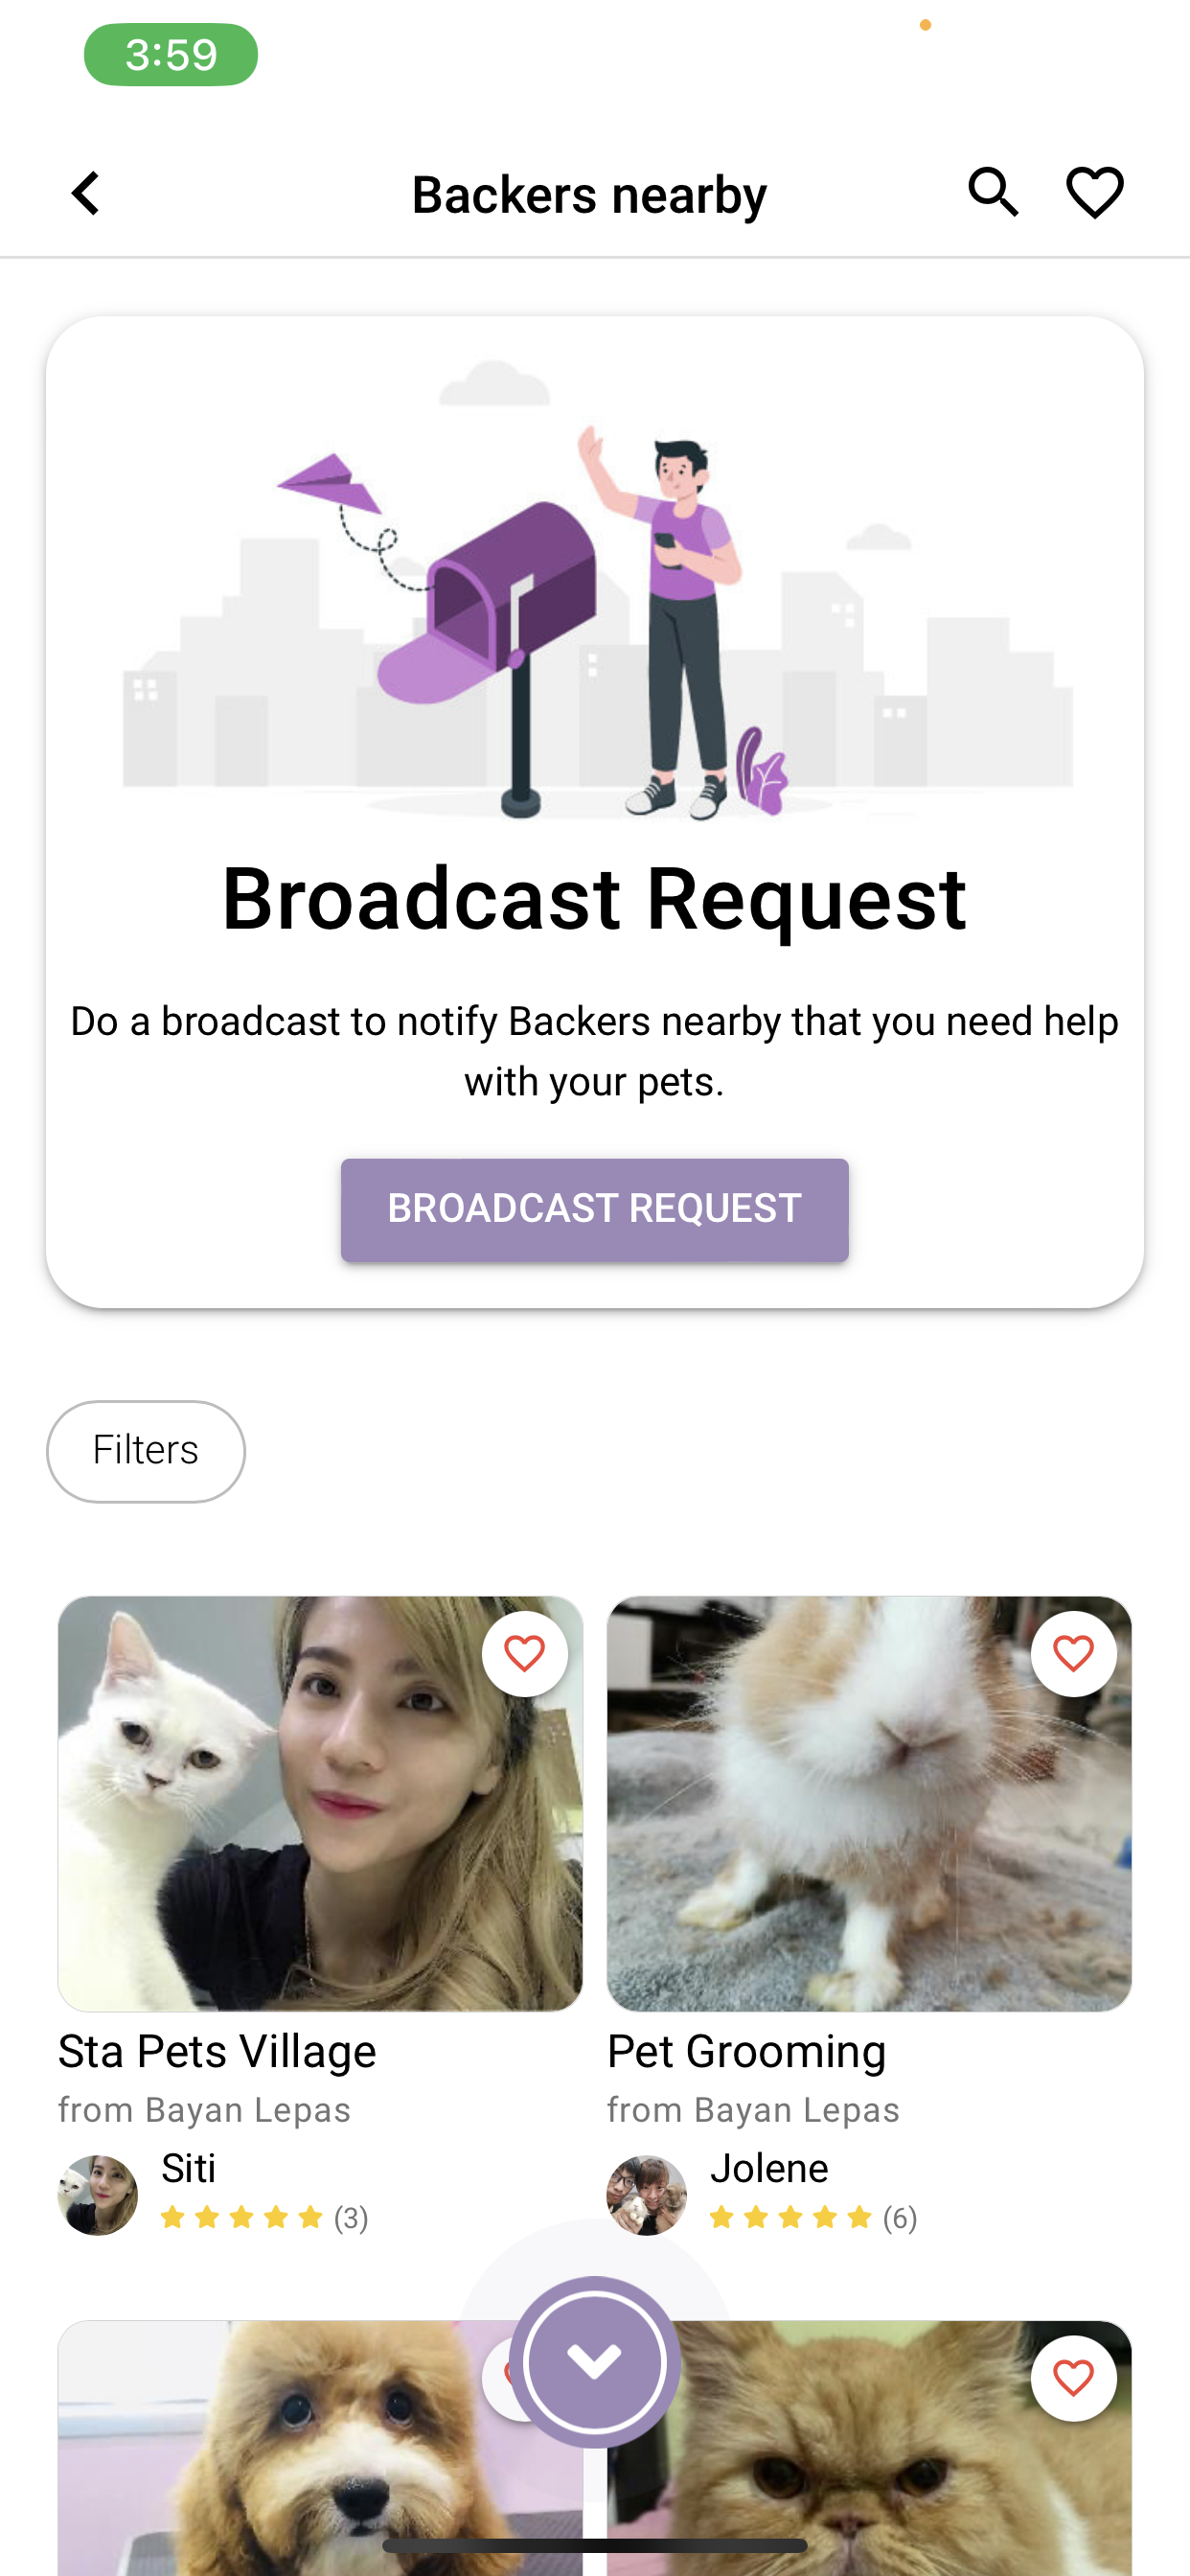 3:59
Backers nearby
Broadcast Request
Do a broadcast to notify Backers nearby that you need help
with your pets.
BROADCAST REQUEST
Filters
Sta Pets Village
from Bayan Lepas
Siti
(3)
Pet Grooming
from Bayan Lepas
Jolene
(6)